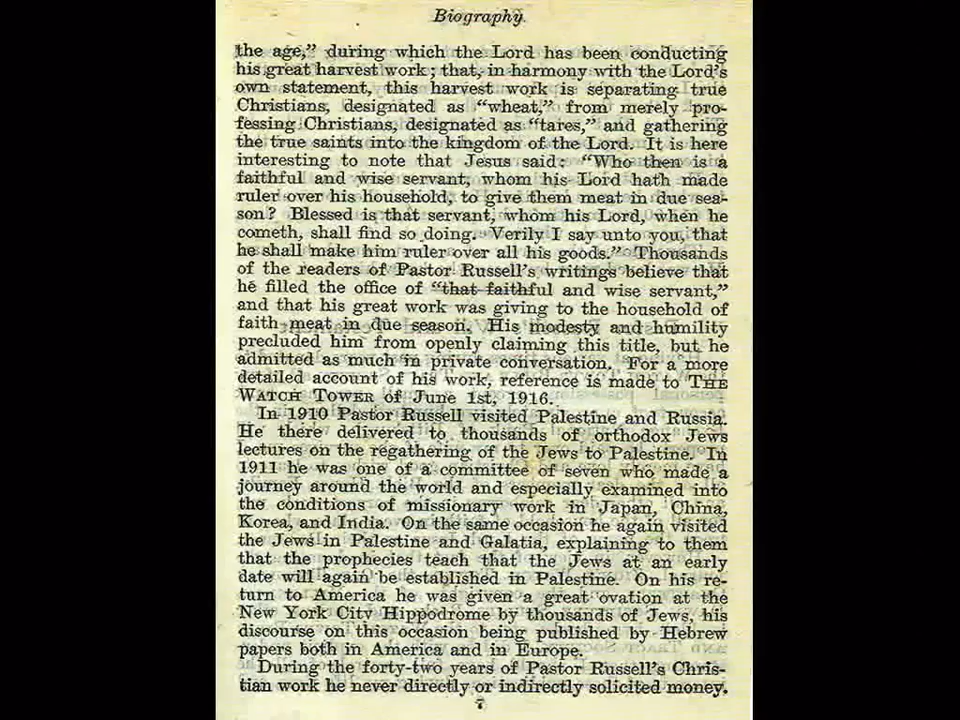 Biography.
the age," during which the Lord has been conducting
his great harvest work; that, in harmony with the Lord's
own statement, this harvest work is separating true
Christians, designated as "wheat," from merely pro-
fessing Christians, designated as "tares," and gathering
the true saints into the kingdom of the Lord. It is here
interesting to note that Jesus said: "Who then is a
faithful and wise servant, whom his Lord hath made
ruler over his household, to give them meat in due sea-
son? Blessed is that servant, whom his Lord, when he
cometh, shall find so doing. Verily I say unto you, that
he shall make him ruler over all his goods." Thousands
of the readers of Pastor Russell's writings believe that
he filled the office of "that faithful and wise servant,"
and that his great work was giving to the household of
faith meat in due season. His modesty and humility
precluded him from openly claiming this title, but he
admitted as much in private conversation. For a more
detailed account of his work, reference is made to THE
WATCH TOWER of June 1st, 1916.
In 1910 Pastor Russell visited Palestine and Russia.
He there delivered to thousands of orthodox Jews
lectures on the regathering of the Jews to Palestine. In
1911 he was one of a committee of seven who made a
journey around the world and especially examined into
the conditions of missionary work in Japan, China,
Korea, and India. On the same occasion he again visited
the Jews in Palestine and Galatia, explaining to them
that the prophecies teach that the Jews at an early
date will again be established in Palestine. On his re-
turn to America he was given a great ovation at the
New York City Hippodrome by thousands of Jews, his
discourse on this occasion being published by Hebrew
papers both in America and in Europe.
During the forty-two years of Pastor Russell's Chris-
tian work he never directly or indirectly solicited money.
7